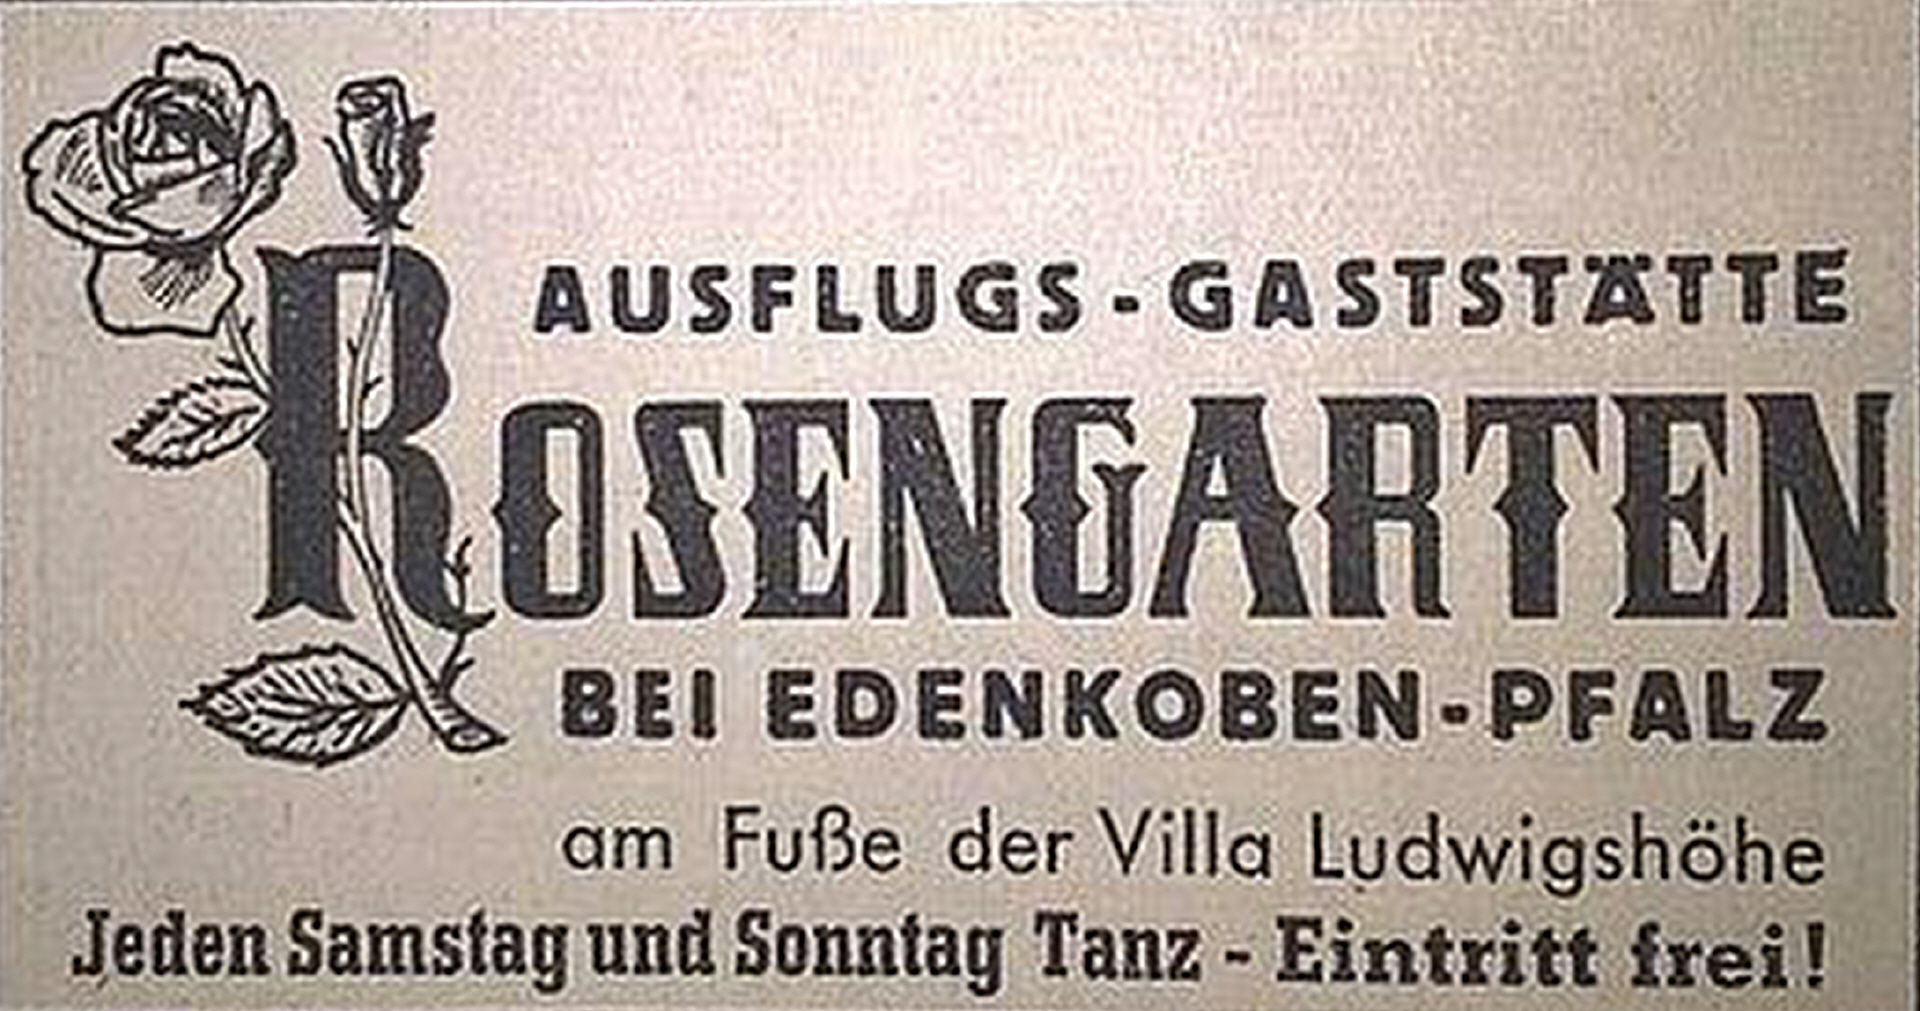 AUSFLUGS-GASTSTÄTTE
ROSENGARTEN
BEI EDENKOBEN-PFALZ
am Fuße der Villa Ludwigshöhe
Jeden Samstag und Sonntag Tanz - Eintritt frei!